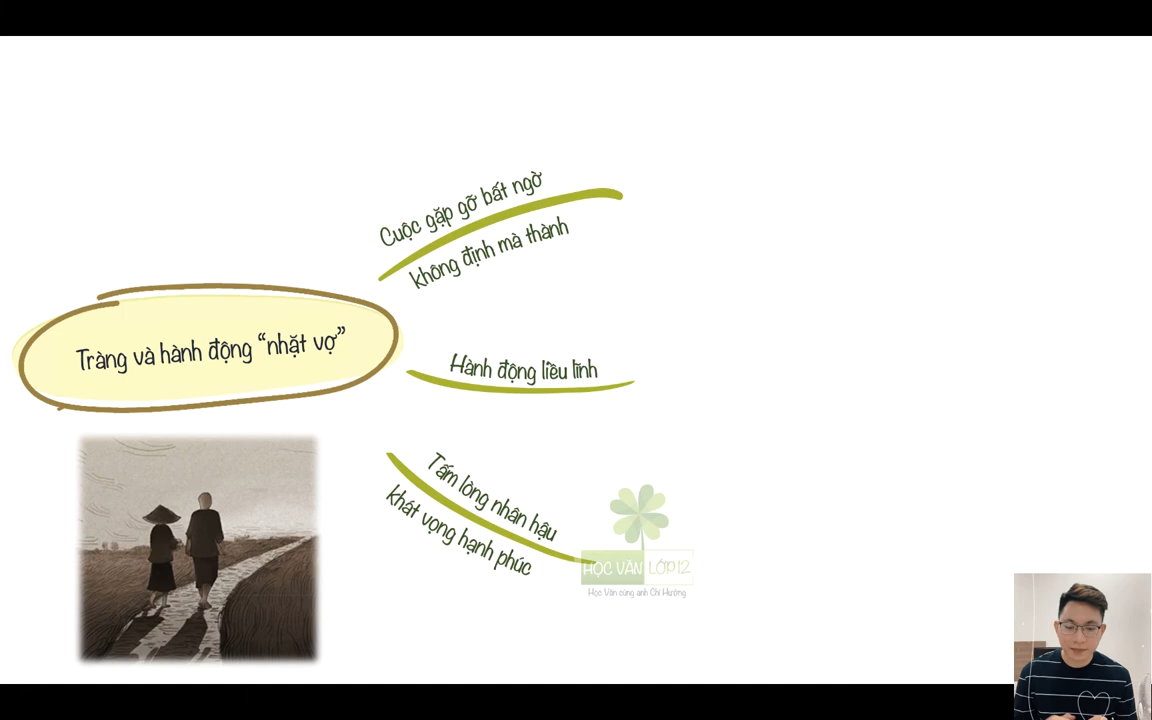 Cuộc gặp gỡ bất ngờ
không định mà thành
Tràng và hành động “nhặt vợ”
Hành động liều lĩnh
Tấm lòng nhân hậu
khát vọng hạnh phúc
HỌC VĂN LỚP 12
Học Văn cùng anh Chí Hướng